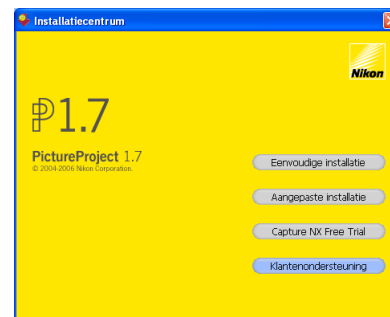 Installatiecentrum
Nikon
P1.7
PictureProject 1.7
© 2004-2006 Nikon Corporation.
Eenvoudige installatie
Aangepaste installatie
Capture NX Free Trial
Klantenondersteuning